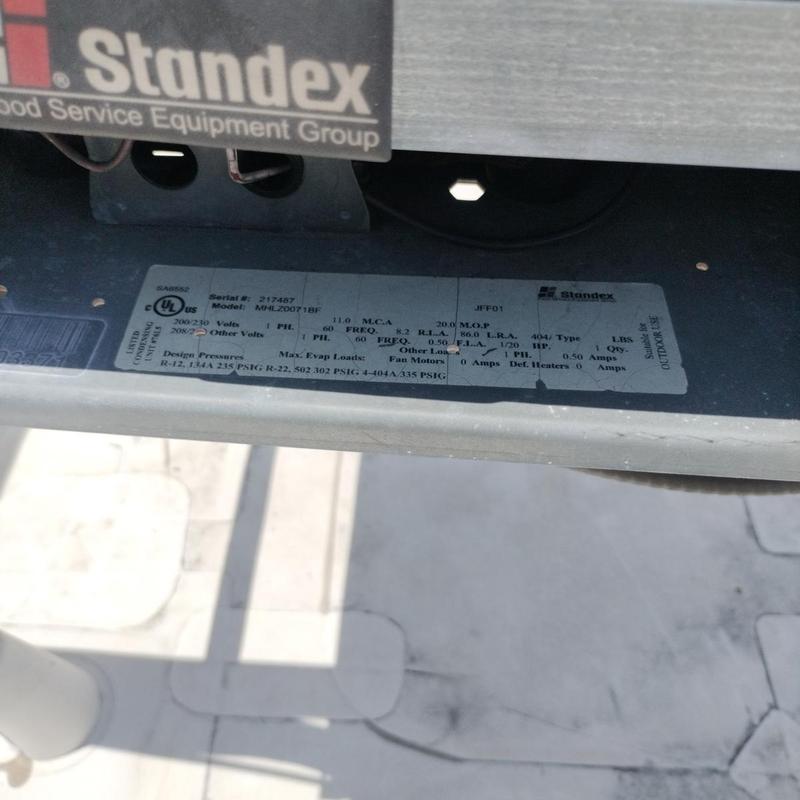 ® Standex
ood Service Equipment Group
SA6552
C UL US
LISTED CONDENSING UNIT
Serial #: 217487
Model: MHLZ0071BF
JFF01
Standex
200/230 Volts 1 PH. 11.0 M.C.A 20.0 M.O.P
60 FREQ. 8.2 R.L.A. 86.0 L.R.A. 404/ Type LBS
Other Volts 1 PH. 60 FREQ. 0.50 F.L.A. 1/20 HP. 1 Qty.
Other Loa 1 PH. 0.50 Amps
Design Pressures Max. Evap Loads: Fan Motors 0 Amps Def. Heaters 0 Amps
R-12, 134A 235 PSIG R-22, 502 302 PSIG 4-404A 335 PSIG
Suitable for
OUTDOOR USE